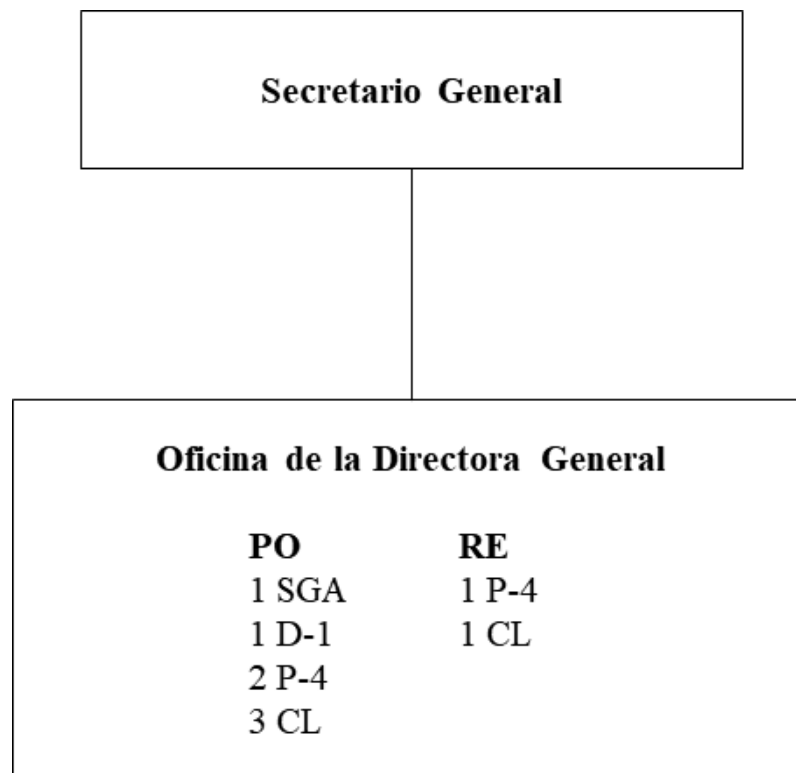 Secretario General
Oficina de la Directora General
PO RE
1 SGA 1 P-4
1 D-1 1 CL
2 P-4
3 CL